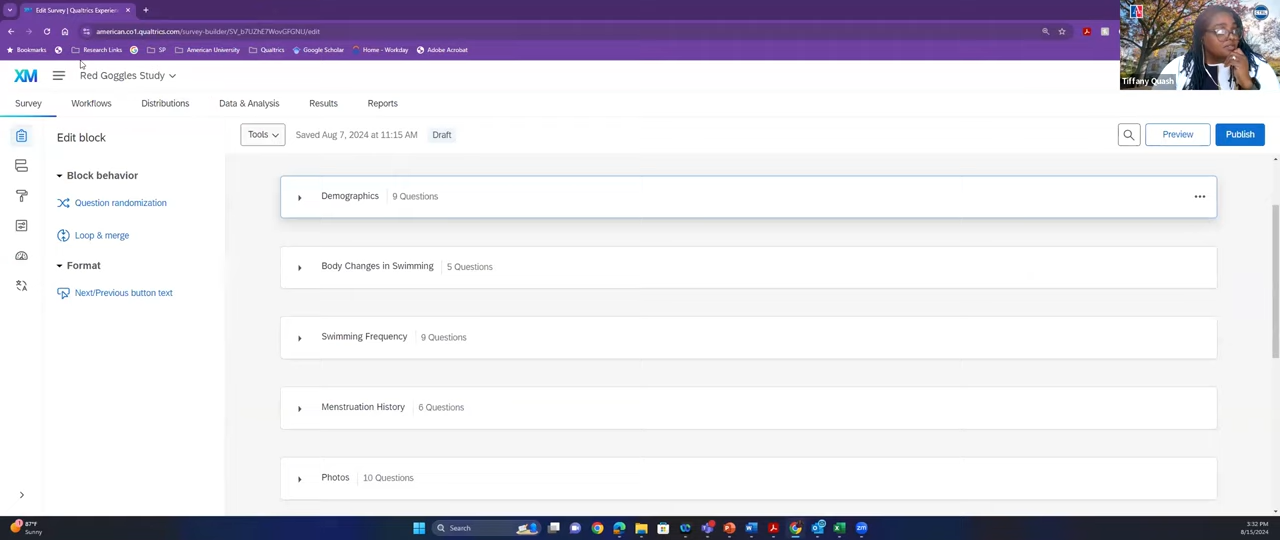 Edit Survey | Qualtrics Experien
american.co1.qualtrics.com/survey-builder/SV_b7UZhE7WovGFGNU/edit
Bookmarks Research Links SP American University Qualtrics Google Scholar Home - Workday Adobe Acrobat
Tiffany Quash
XM Red Goggles Study
Survey Workflows Distributions Data & Analysis Results Reports
Edit block
Tools Saved Aug 7, 2024 at 11:15 AM Draft Preview Publish
Block behavior
Question randomization
Loop & merge
Format
Next/Previous button text
Demographics 9 Questions
Body Changes in Swimming 5 Questions
Swimming Frequency 9 Questions
Menstruation History 6 Questions
Photos 10 Questions
87°F
Sunny
Search
3:32 PM
8/15/2024